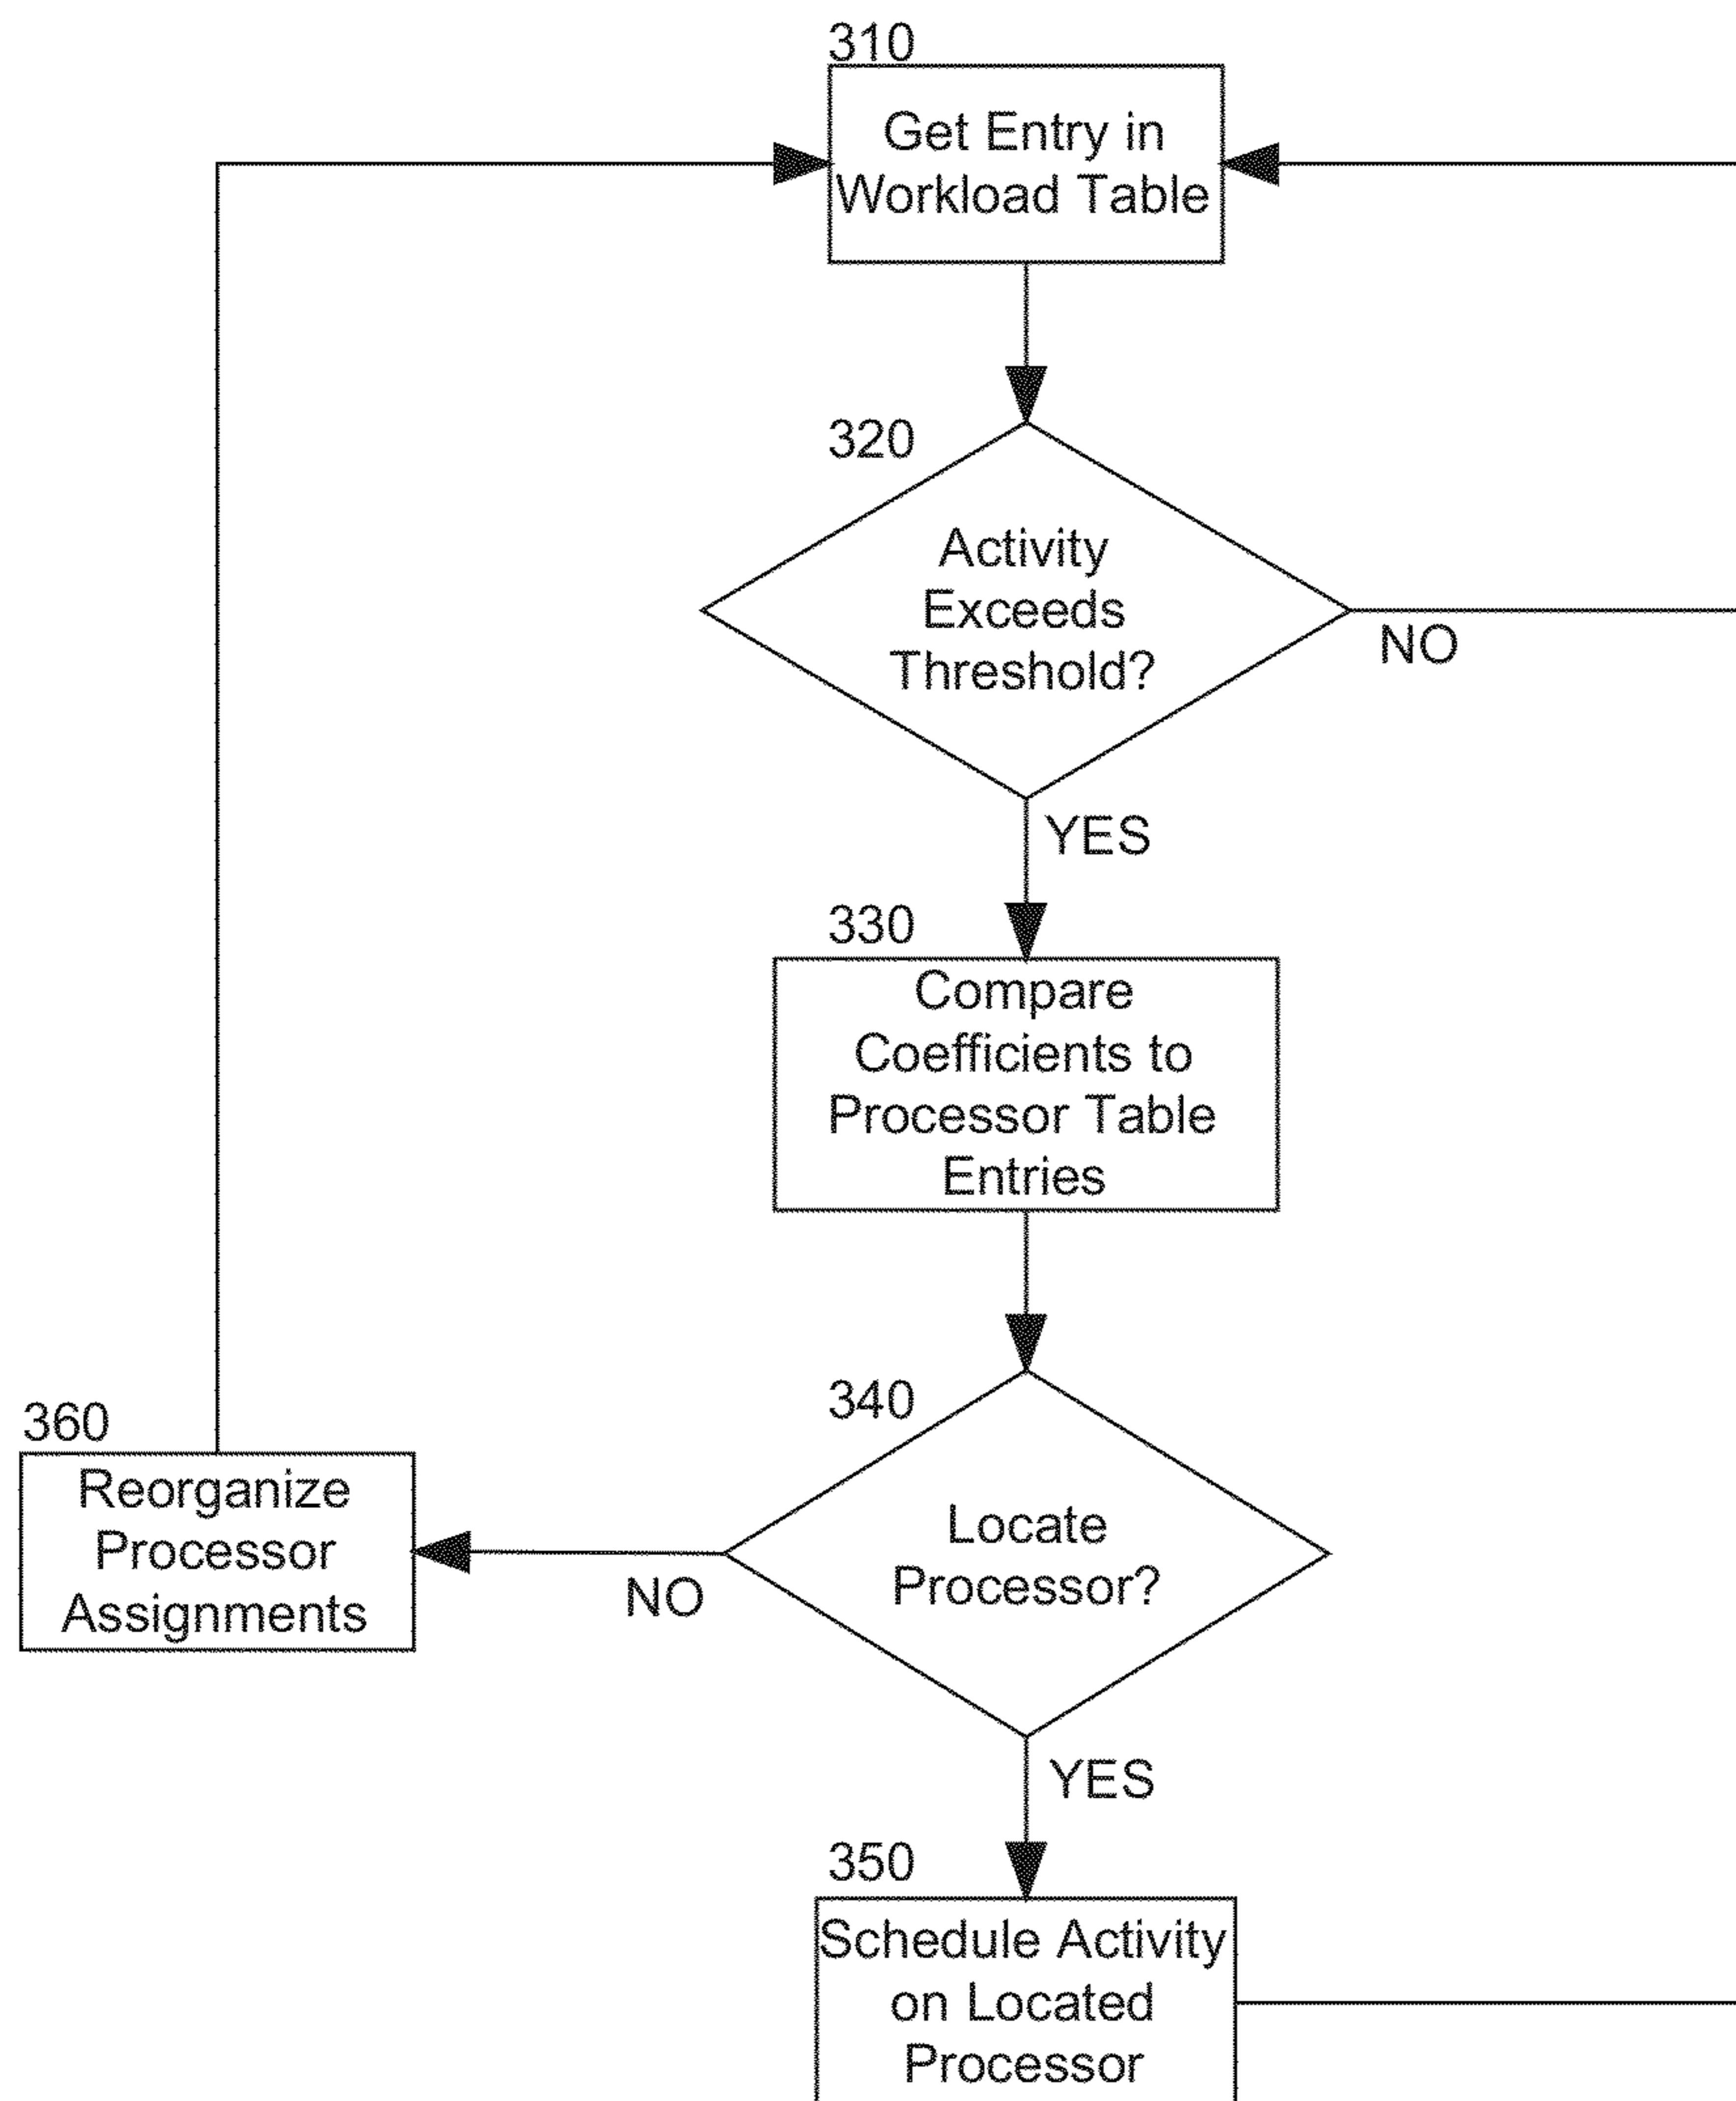 310
Get Entry in
Workload Table
320
Activity
Exceeds
Threshold?
NO
YES
330
Compare
Coefficients to
Processor Table
Entries
340
Locate
Processor?
NO
YES
360
Reorganize
Processor
Assignments
350
Schedule Activity
on Located
Processor